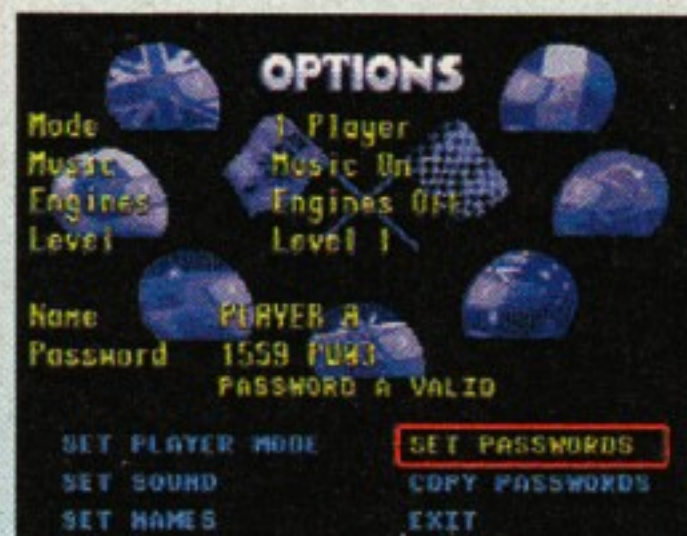 OPTIONS
Mode 1 Player
Music Music On
Engines Engines Off
Level Level 1
Name PLAYER A
Password 1559
PASSWORD A VALID
SET PLAYER MODE SET PASSWORDS
SET SOUND COPY PASSWORDS
SET NAMES EXIT